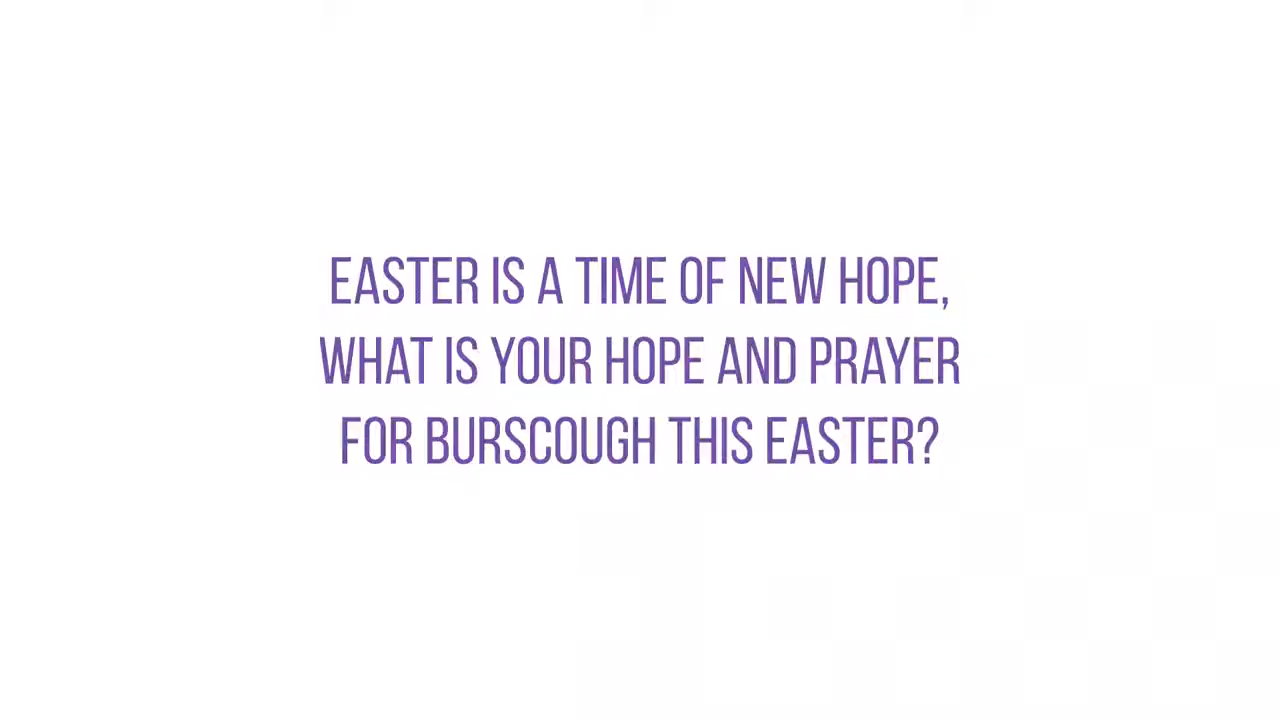 EASTER IS A TIME OF NEW HOPE,
WHAT IS YOUR HOPE AND PRAYER
FOR BURSCOUGH THIS EASTER?